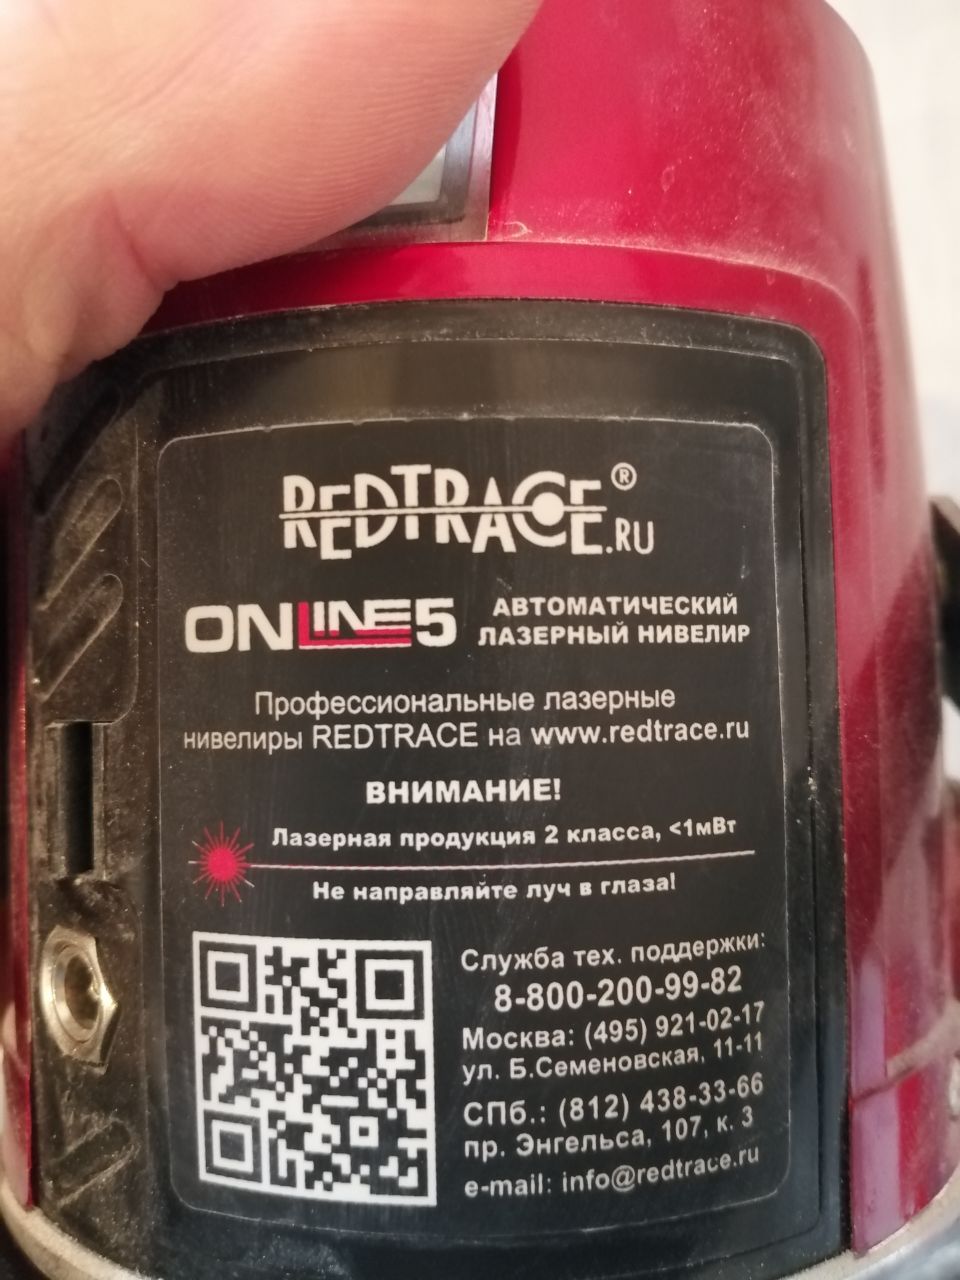 REDTRACE.RU®
ONLINE5
АВТОМАТИЧЕСКИЙ
ЛАЗЕРНЫЙ НИВЕЛИР
Профессиональные лазерные
нивелиры REDTRACE на www.redtrace.ru
ВНИМАНИЕ!
Лазерная продукция 2 класса, <1мВт
Не направляйте луч в глаза!
Служба тех. поддержки:
8-800-200-99-82
Москва: (495) 921-02-17
ул. Б.Семеновская, 11-11
СПб.: (812) 438-33-66
пр. Энгельса, 107, к. 3
e-mail: info@redtrace.ru